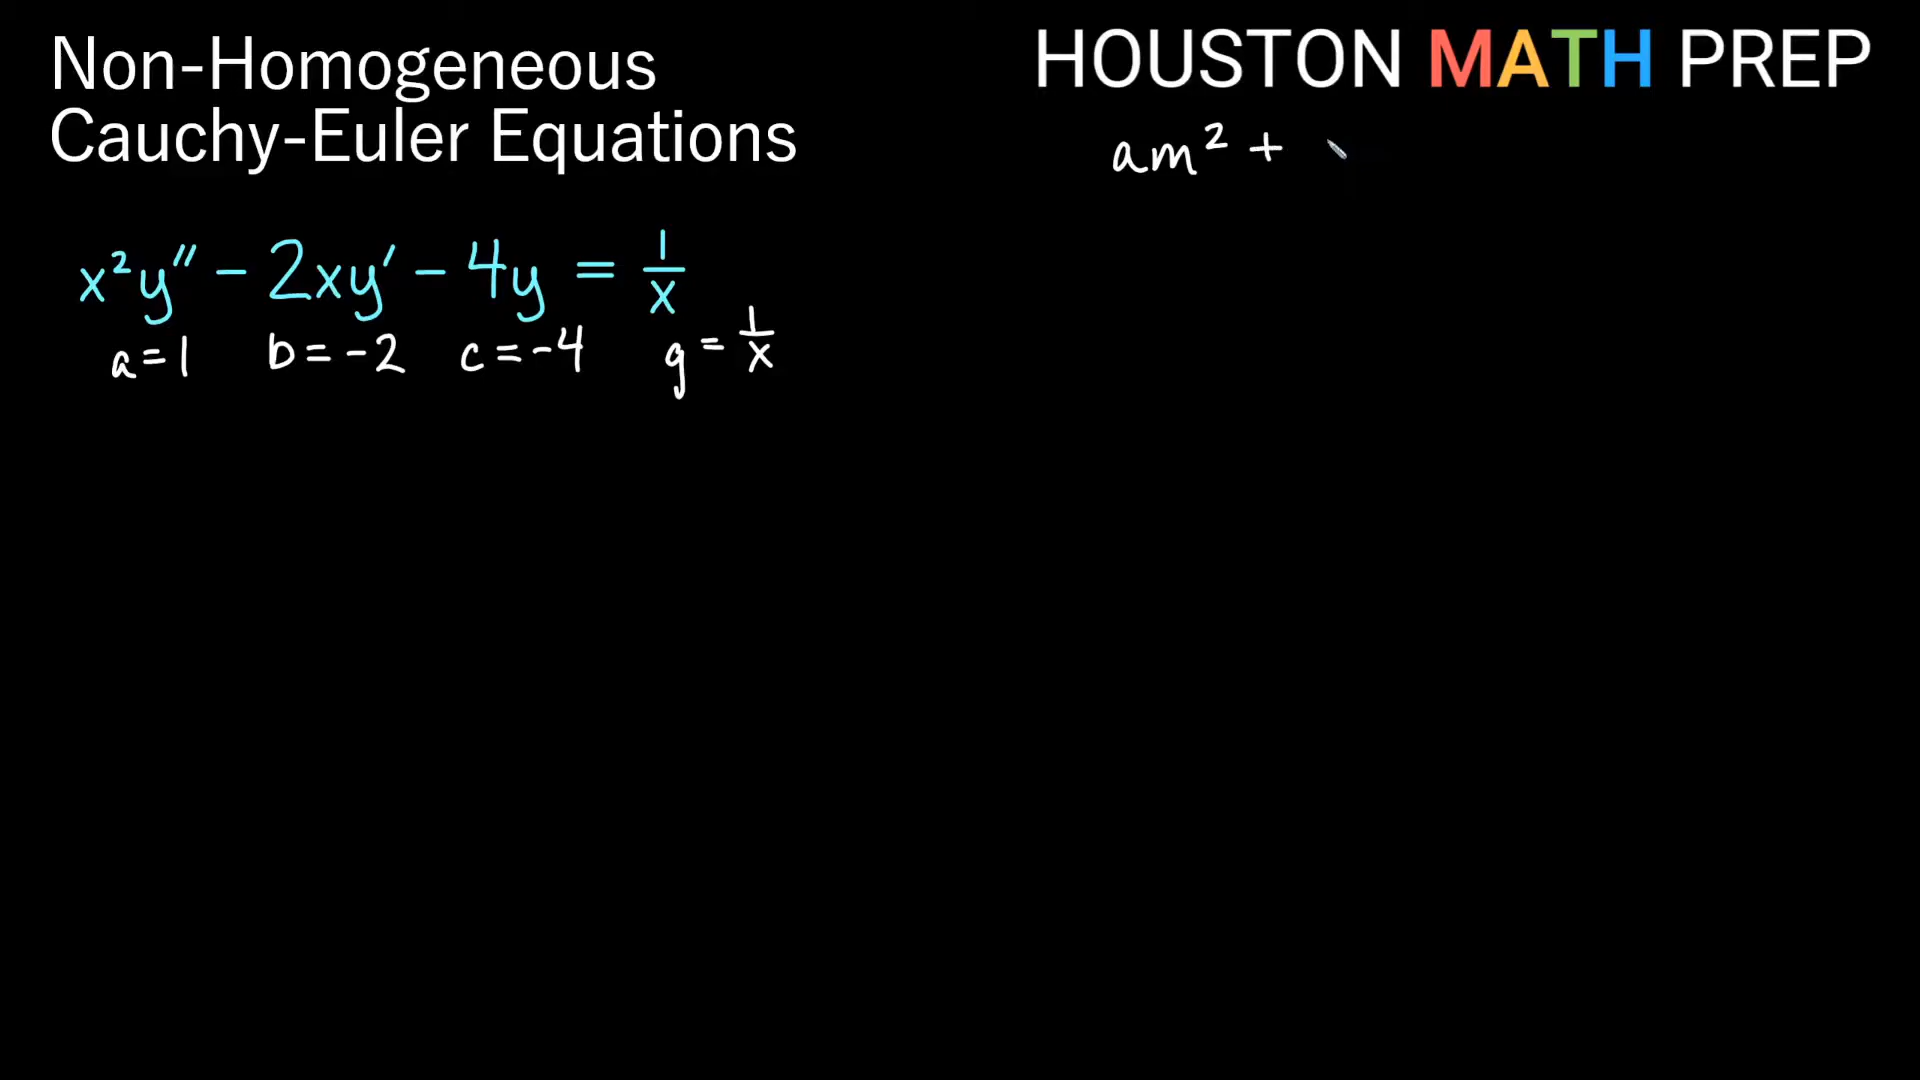 Non-Homogeneous
Cauchy-Euler Equations
HOUSTON MATH PREP
am² +
x²y″ − 2xy′ − 4y = 1/x
a = 1 b = -2 c = -4 g = 1/x